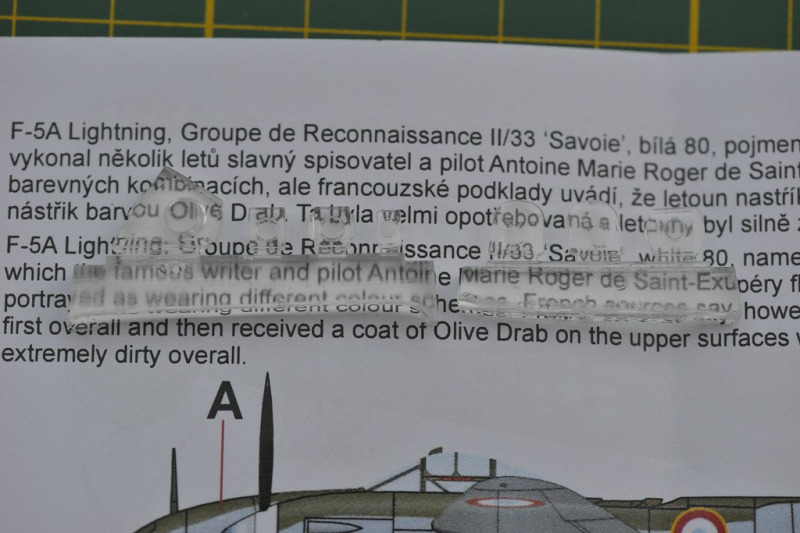 F-5A Lightning, Groupe de Reconnaissance II/33 ‘Savoie’, bílá 80, pojmen
vykonal několik letů slavný spisovatel a pilot Antoine Marie Roger de Saint
barevných kombinacích, ale francouzské podklady uvádí, že letoun nastří
nástřik barvou Olive Drab. Ta byla velmi opotřebovaná a letouny byl silně
F-5A Lightning, Groupe de Reconnaissance II/33 ‘Savoie’, white 80, name
which the famous writer and pilot Antoine Marie Roger de Saint-Exupéry fl
portrayed as wearing different colour schemes. French sources say, howe
first overall and then received a coat of Olive Drab on the upper surfaces w
extremely dirty overall.
A